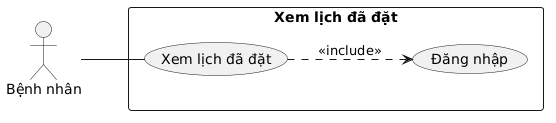 Xem lịch đã đặt
Bệnh nhân
Xem lịch đã đặt
«include»
Đăng nhập